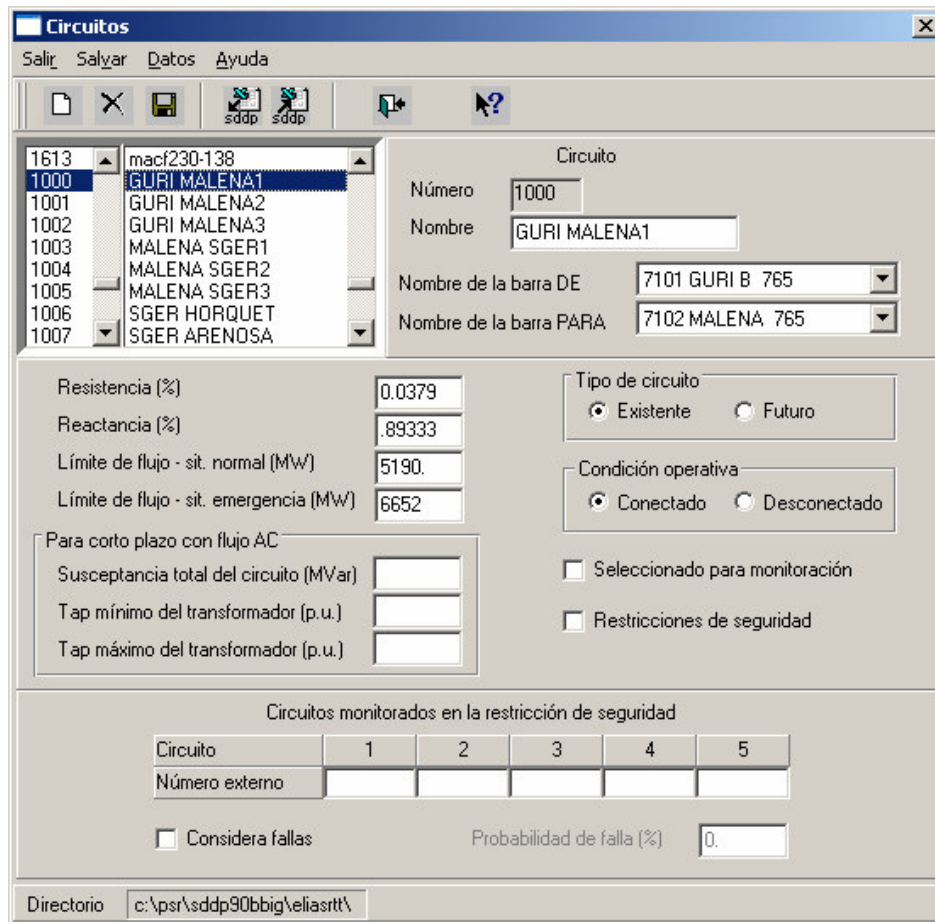 Circuitos
Salir Salvar Datos Ayuda
sddp sddp
1613 macf230-138
1000 GURI MALENA1
1001 GURI MALENA2
1002 GURI MALENA3
1003 MALENA SGER1
1004 MALENA SGER2
1005 MALENA SGER3
1006 SGER HORQUET
1007 SGER ARENOSA
Circuito
Número 1000
Nombre GURI MALENA1
Nombre de la barra DE 7101 GURI B 765
Nombre de la barra PARA 7102 MALENA 765
Resistencia (%) 0.0379
Reactancia (%) .89333
Límite de flujo - sit. normal (MW) 5190.
Límite de flujo - sit. emergencia (MW) 6652
Para corto plazo con flujo AC
Susceptancia total del circuito (MVar)
Tap mínimo del transformador (p.u.)
Tap máximo del transformador (p.u.)
Tipo de circuito
Existente Futuro
Condición operativa
Conectado Desconectado
Seleccionado para monitoración
Restricciones de seguridad
Circuitos monitorados en la restricción de seguridad
Circuito 1 2 3 4 5
Número externo
Considera fallas Probabilidad de falla (%) 0.
Directorio c:\psr\sddp90bbig\eliasrtt\